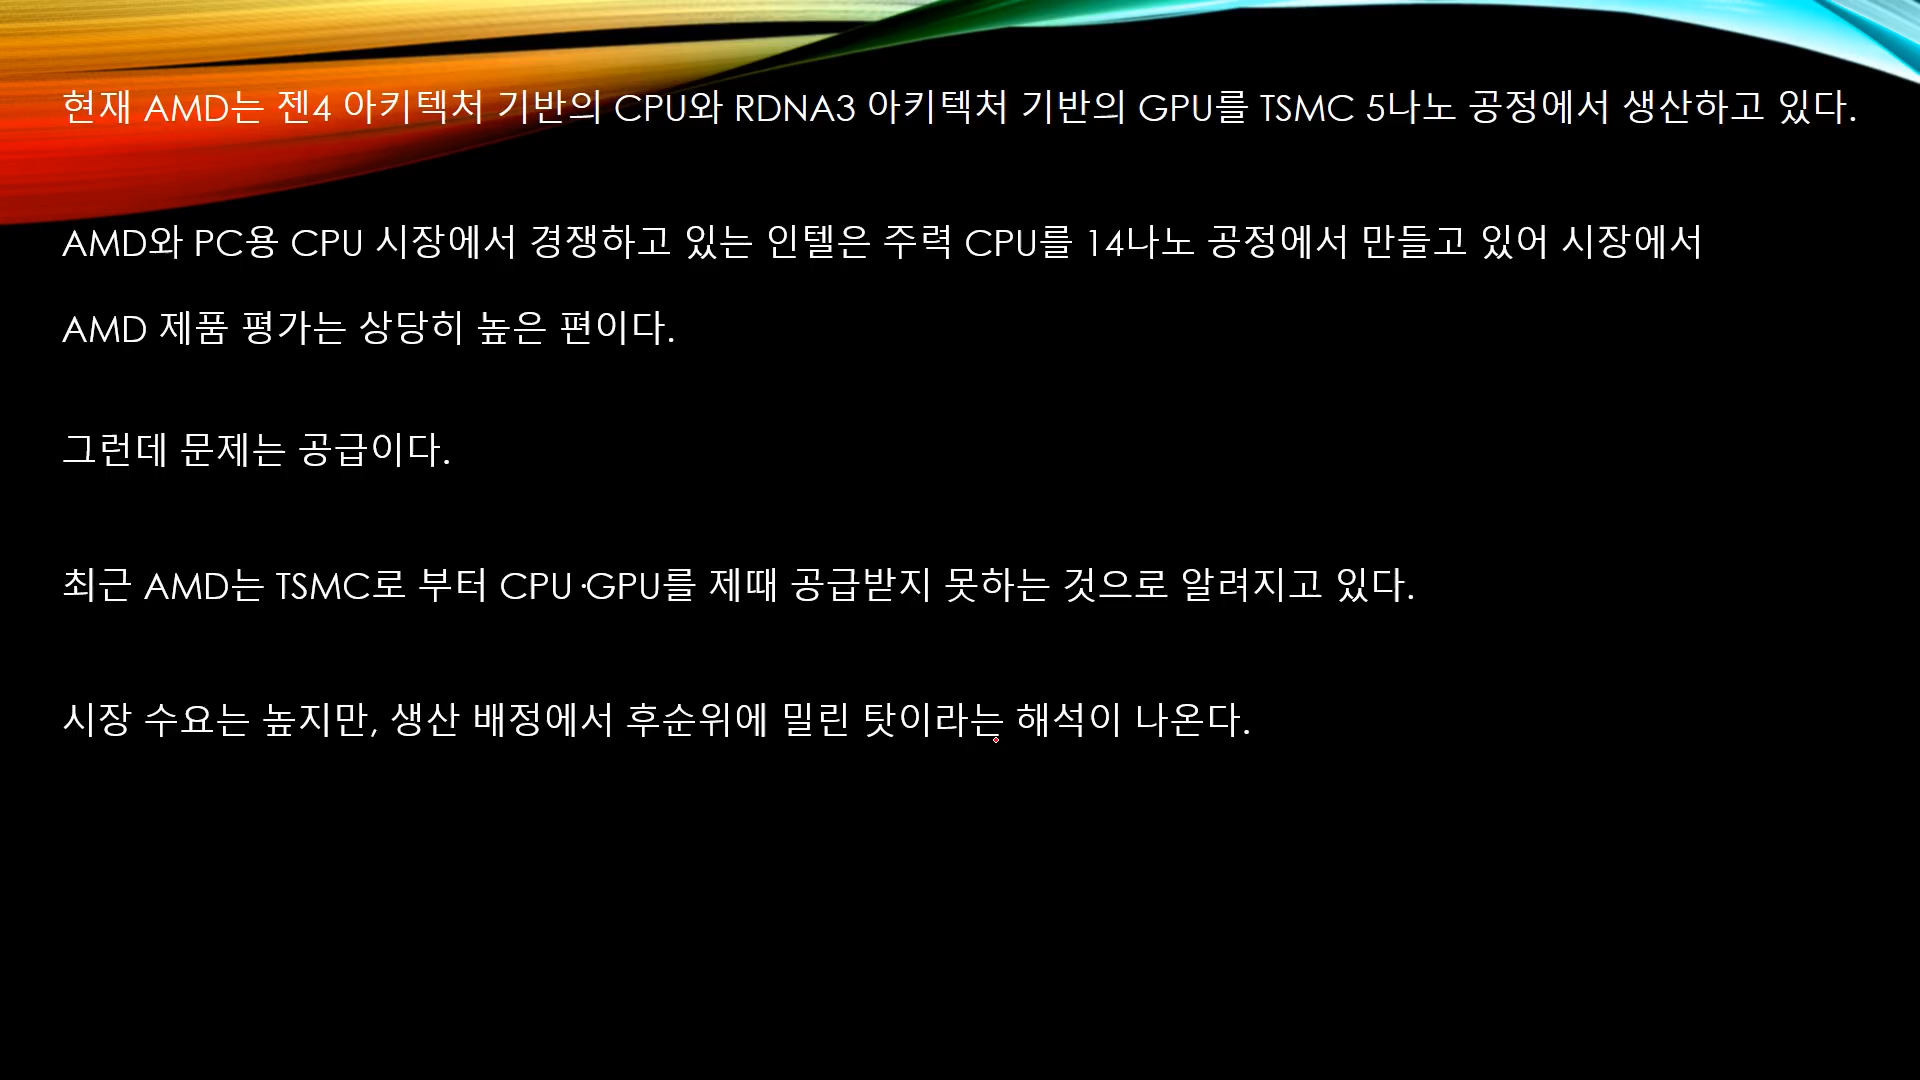 현재 AMD는 젠4 아키텍처 기반의 CPU와 RDNA3 아키텍처 기반의 GPU를 TSMC 5나노 공정에서 생산하고 있다.
AMD와 PC용 CPU 시장에서 경쟁하고 있는 인텔은 주력 CPU를 14나노 공정에서 만들고 있어 시장에서
AMD 제품 평가는 상당히 높은 편이다.
그런데 문제는 공급이다.
최근 AMD는 TSMC로 부터 CPU·GPU를 제때 공급받지 못하는 것으로 알려지고 있다.
시장 수요는 높지만, 생산 배정에서 후순위에 밀린 탓이라는 해석이 나온다.